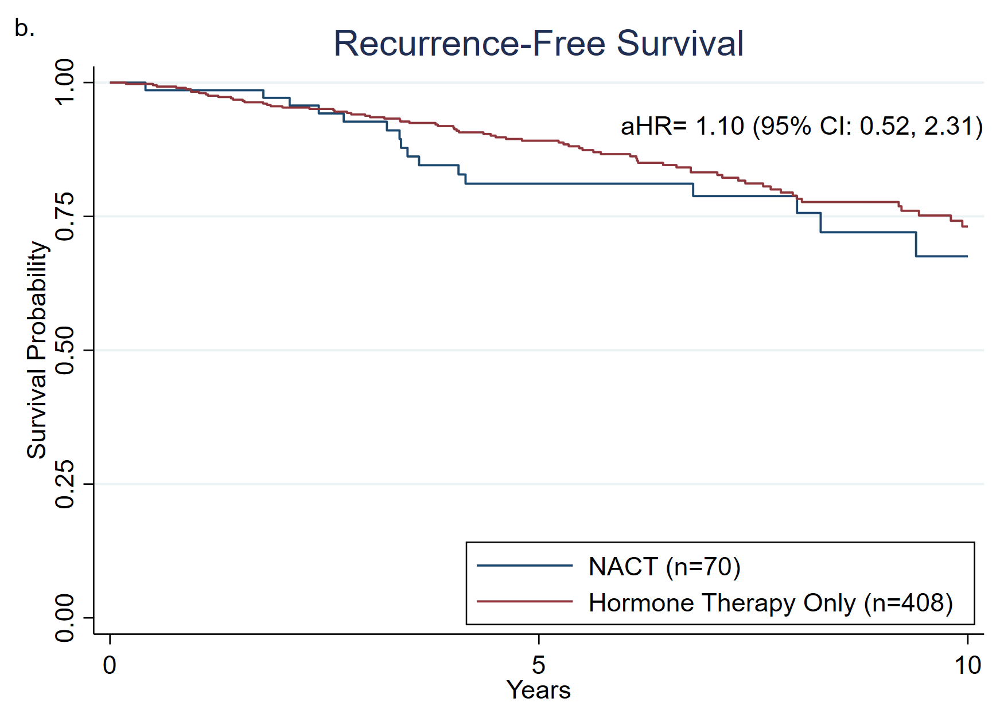 b.
Recurrence-Free Survival
aHR= 1.10 (95% CI: 0.52, 2.31)
Survival Probability
1.00
0.75
0.50
0.25
0.00
NACT (n=70)
Hormone Therapy Only (n=408)
0 5 10
Years